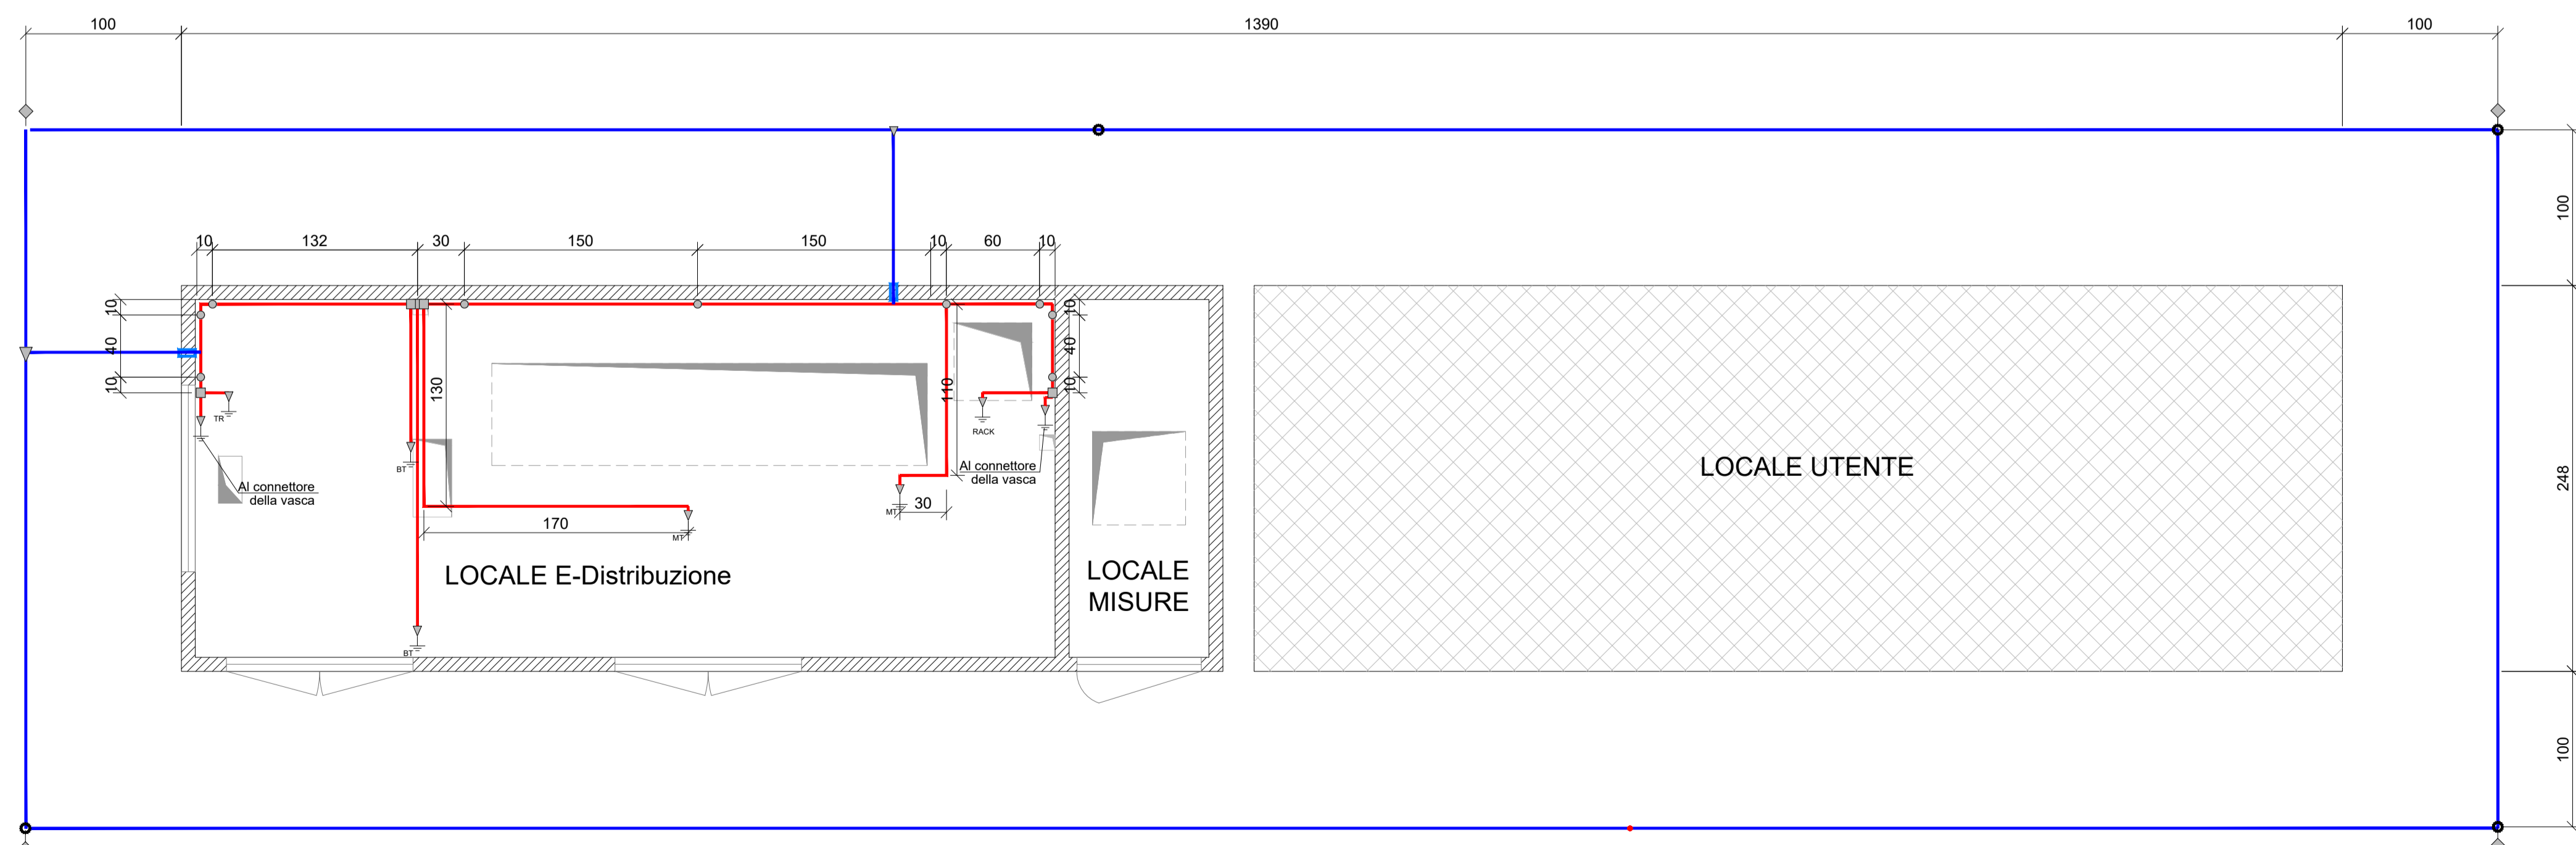 100 1390 100
10 132 30 150 150 10 60 10
10 10
100
40 40
10 130 110 10
TR
RACK
BT
Al connettore
della vasca
Al connettore
della vasca
LOCALE UTENTE
248
MT 30
170
MT
LOCALE E-Distribuzione
LOCALE
MISURE
BT
100